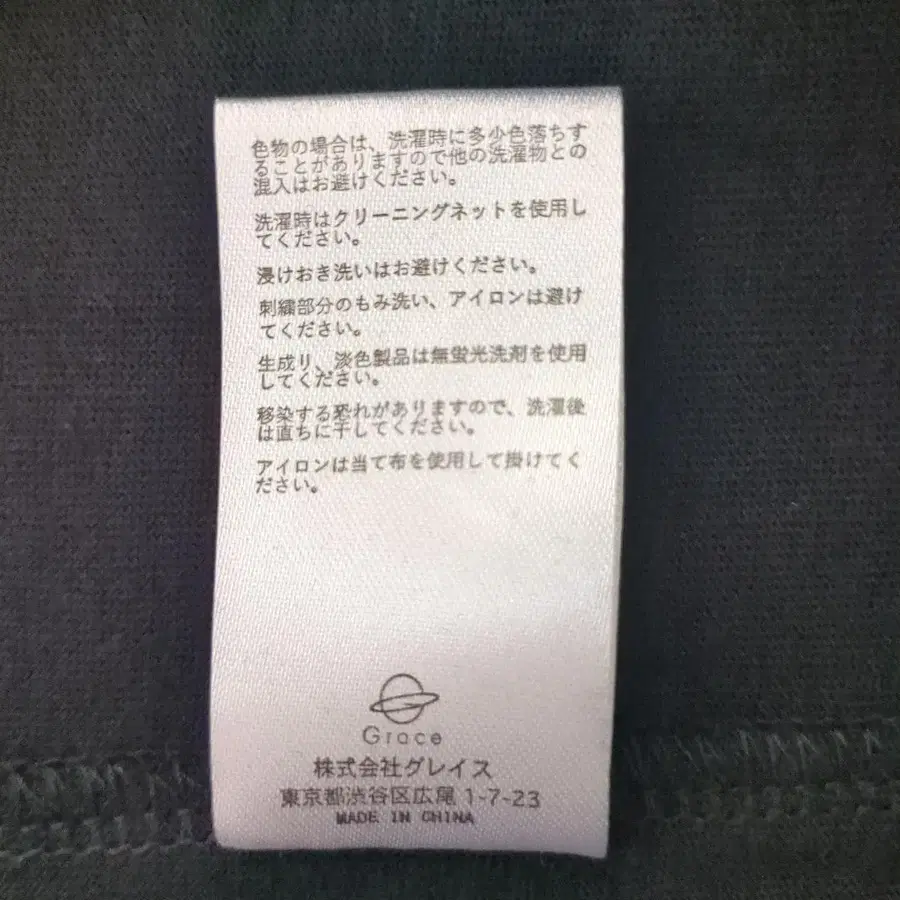 色物の場合は、洗濯時に多少色落ちす
ることがありますので他の洗濯物との
混入はお避けください。
洗濯時はクリーニングネットを使用し
てください。
浸けおき洗いはお避けください。
刺繍部分のもみ洗い、アイロンは避け
てください。
生成り、淡色製品は無蛍光洗剤を使用
してください。
移染する恐れがありますので、洗濯後
は直ちに干してください。
アイロンは当て布を使用して掛けてく
ださい。
Grace
株式会社グレイス
東京都渋谷区広尾1-7-23
MADE IN CHINA